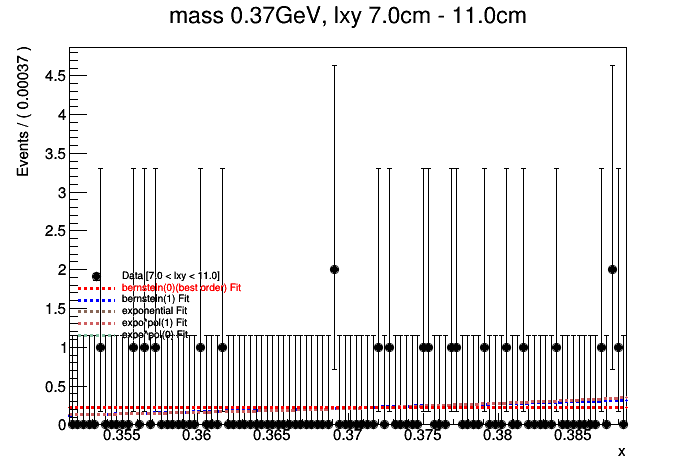 mass 0.37GeV, lxy 7.0cm - 11.0cm
Events / ( 0.00037 )
4.5
4
3.5
3
2.5
2
1.5
1
0.5
0
Data [7.0 < lxy < 11.0]
bernstein(0)(best order) Fit
bernstein(1) Fit
exponential Fit
expo*pol(1) Fit
expo*pol(0) Fit
0.355 0.36 0.365 0.37 0.375 0.38 0.385
x